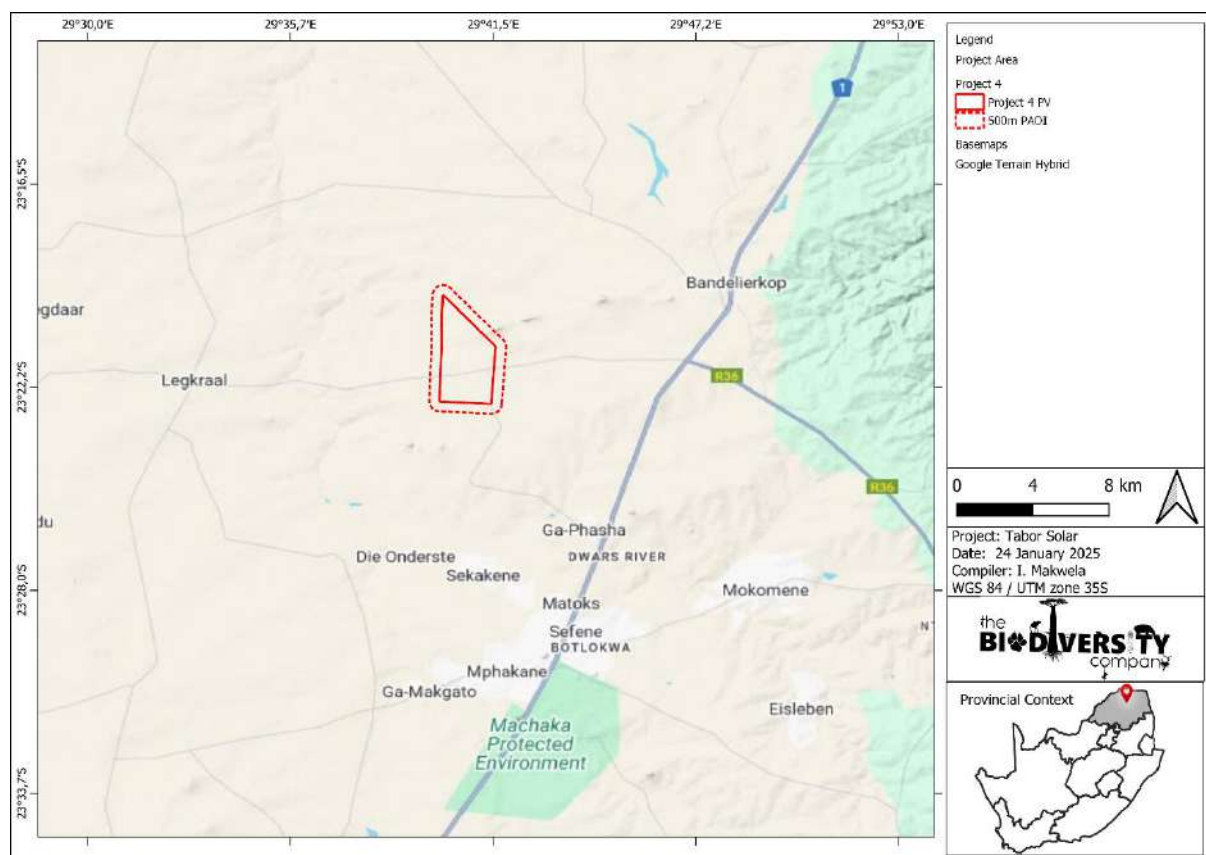 29°30,0'E 29°35,7'E 29°41,5'E 29°47,2'E 29°53,0'E
23°16,5'S
23°22,2'S
23°28,0'S
23°33,7'S
1
Bandelierkop
egdaar
Legkraal
R36
R36
du
Ga-Phasha
Die Onderste
DWARS RIVER
Sekakene
Mokomene
Matoks
Sefene
BOTLOKWA
Mphakane
Ga-Makgato
Eisleben
Machaka
Protected
Environment
N
Legend
Project Area
Project 4
Project 4 PV
500m PAOI
Basemaps
Google Terrain Hybrid
0 4 8 km
Project: Tabor Solar
Date: 24 January 2025
Compiler: I. Makwela
WGS 84 / UTM zone 35S
the
BIODIVERSITY
company
Provincial Context